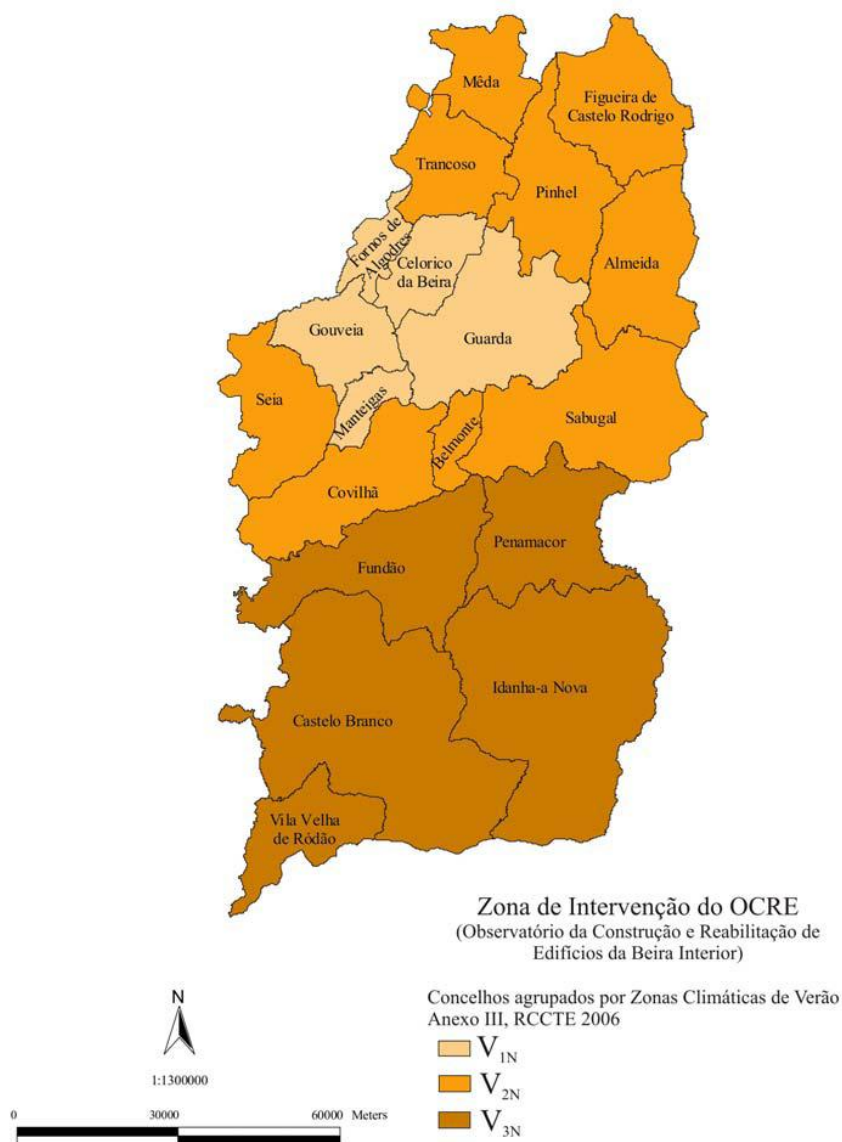 Mêda
Figueira de
Castelo Rodrigo
Trancoso
Pinhel
Fornos de
Algodres
Celorico
da Beira
Almeida
Gouveia
Guarda
Seia
Manteigas
Belmonte
Sabugal
Covilhã
Penamacor
Fundão
Idanha-a Nova
Castelo Branco
Vila Velha
de Ródão
Zona de Intervenção do OCRE
(Observatório da Construção e Reabilitação de
Edifícios da Beira Interior)
N
1:1300000
0 30000 60000 Meters
Concelhos agrupados por Zonas Climáticas de Verão
Anexo III, RCCTE 2006
V1N
V2N
V3N